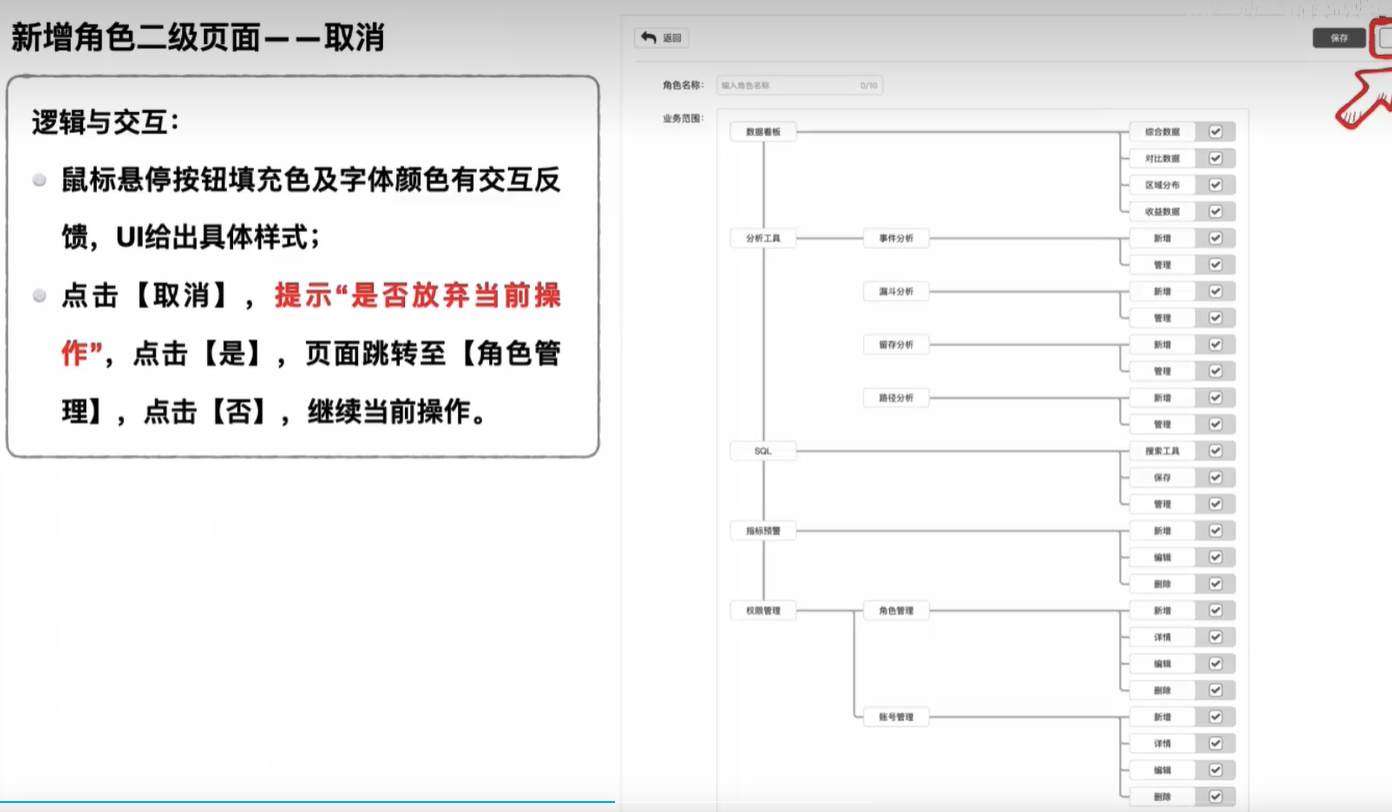 新增角色二级页面——取消
逻辑与交互：
鼠标悬停按钮填充色及字体颜色有交互反
馈，UI给出具体样式；
点击【取消】，提示“是否放弃当前操
作”，点击【是】，页面跳转至【角色管
理】，点击【否】，继续当前操作。
返回
保存
角色名称：
输入角色名称
0/10
业务范围：
数据看板
综合数据
对比数据
区域分布
收益数据
分析工具
事件分析
新增
管理
漏斗分析
新增
管理
留存分析
新增
管理
路径分析
新增
管理
SQL
搜索工具
保存
管理
指标预警
新增
编辑
删除
权限管理
角色管理
新增
详情
编辑
删除
账号管理
新增
详情
编辑
删除